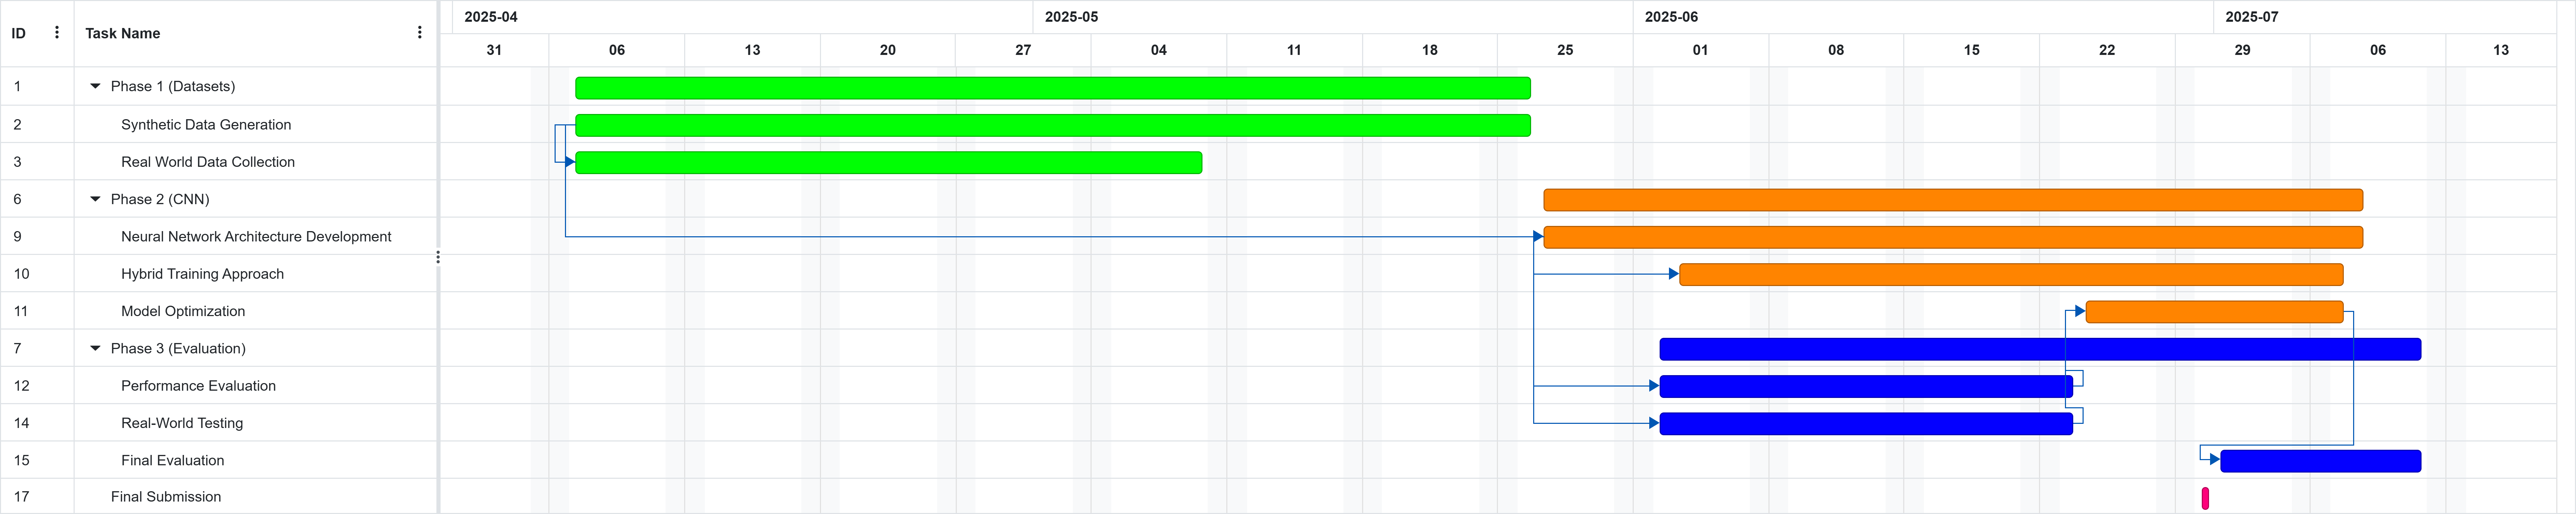 ID Task Name 2025-04 2025-05 2025-06 2025-07
31 06 13 20 27 04 11 18 25 01 08 15 22 29 06 13
1 Phase 1 (Datasets)
2 Synthetic Data Generation
3 Real World Data Collection
6 Phase 2 (CNN)
9 Neural Network Architecture Development
10 Hybrid Training Approach
11 Model Optimization
7 Phase 3 (Evaluation)
12 Performance Evaluation
14 Real-World Testing
15 Final Evaluation
17 Final Submission